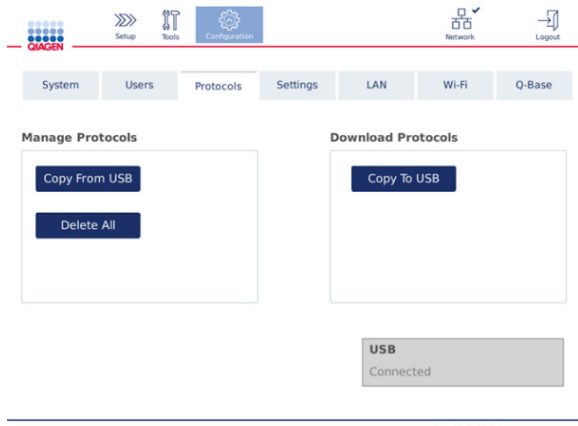 QIAGEN
Setup
Tools
Configuration
Network
Logout
System
Users
Protocols
Settings
LAN
Wi-Fi
Q-Base
Manage Protocols
Download Protocols
Copy From USB
Copy To USB
Delete All
USB
Connected